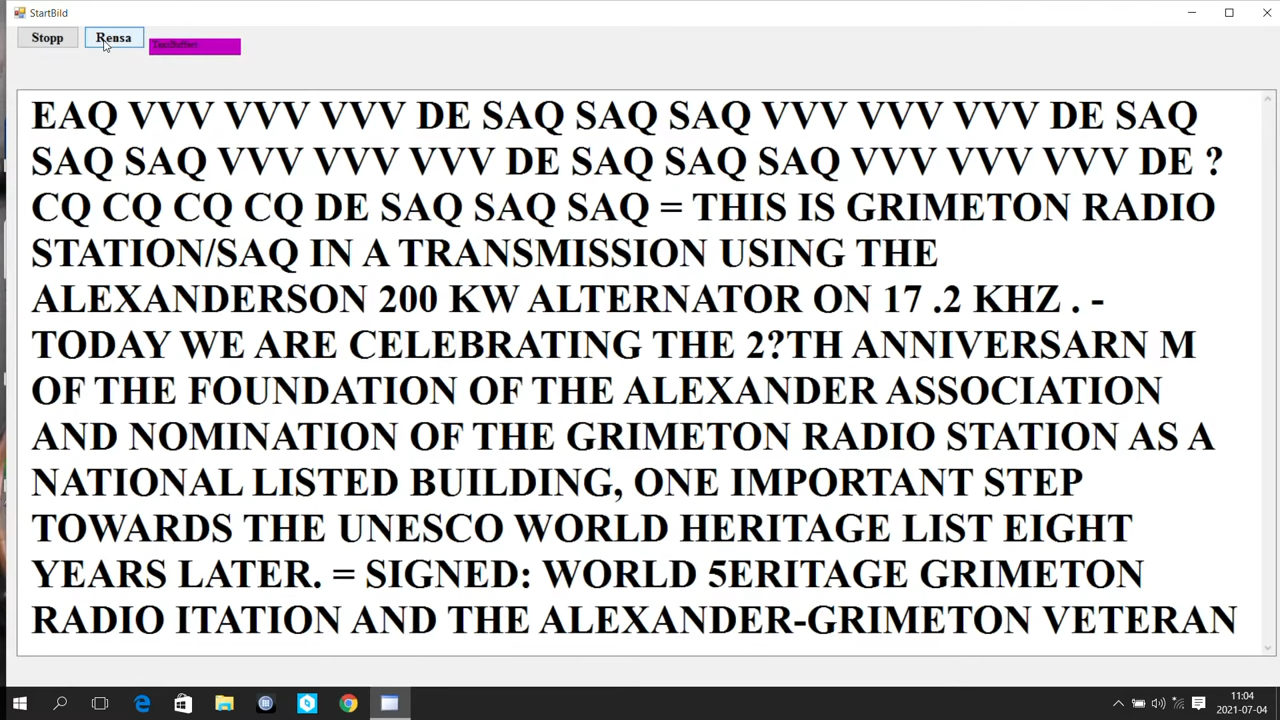 StartBild
Stopp Rensa
EAQ VVV VVV VVV DE SAQ SAQ SAQ VVV VVV VVV DE SAQ
SAQ SAQ VVV VVV VVV DE SAQ SAQ SAQ VVV VVV VVV DE ?
CQ CQ CQ CQ DE SAQ SAQ SAQ = THIS IS GRIMETON RADIO
STATION/SAQ IN A TRANSMISSION USING THE
ALEXANDERSON 200 KW ALTERNATOR ON 17 .2 KHZ . -
TODAY WE ARE CELEBRATING THE 2?TH ANNIVERSARN M
OF THE FOUNDATION OF THE ALEXANDER ASSOCIATION
AND NOMINATION OF THE GRIMETON RADIO STATION AS A
NATIONAL LISTED BUILDING, ONE IMPORTANT STEP
TOWARDS THE UNESCO WORLD HERITAGE LIST EIGHT
YEARS LATER. = SIGNED: WORLD 5ERITAGE GRIMETON
RADIO ITATION AND THE ALEXANDER-GRIMETON VETERAN
11:04
2021-07-04